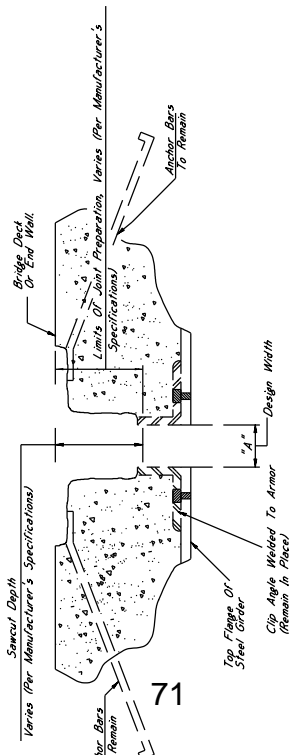 Sawcut Depth
Varies (Per Manufacturer's Specifications)
Bridge Deck
Or End Wall.
Limits Of Joint Preparation, Varies (Per Manufacturer's
Specifications)
Anchor Bars
To Remain
chor Bars
Remain
"A"
Design Width
Top Flange Of
Steel Girder
Clip Angle Welded To Armor
(Remain In Place)
71